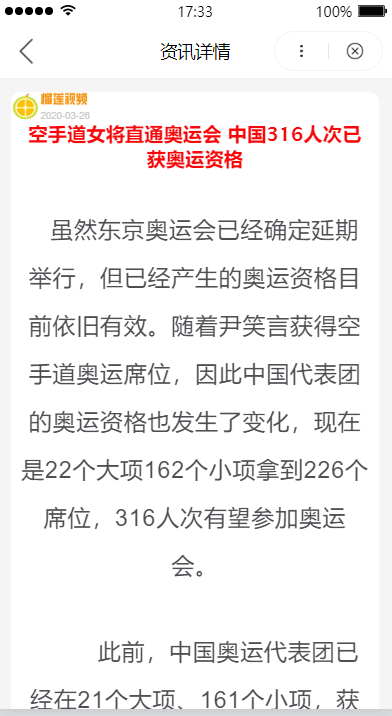 17:33
100%
资讯详情
榴莲视频
2020-03-26
空手道女将直通奥运会 中国316人次已
获奥运资格
虽然东京奥运会已经确定延期
举行，但已经产生的奥运资格目
前依旧有效。随着尹笑言获得空
手道奥运席位，因此中国代表团
的奥运资格也发生了变化，现在
是22个大项162个小项拿到226个
席位，316人次有望参加奥运
会。
此前，中国奥运代表团已
经在21个大项、161个小项，获